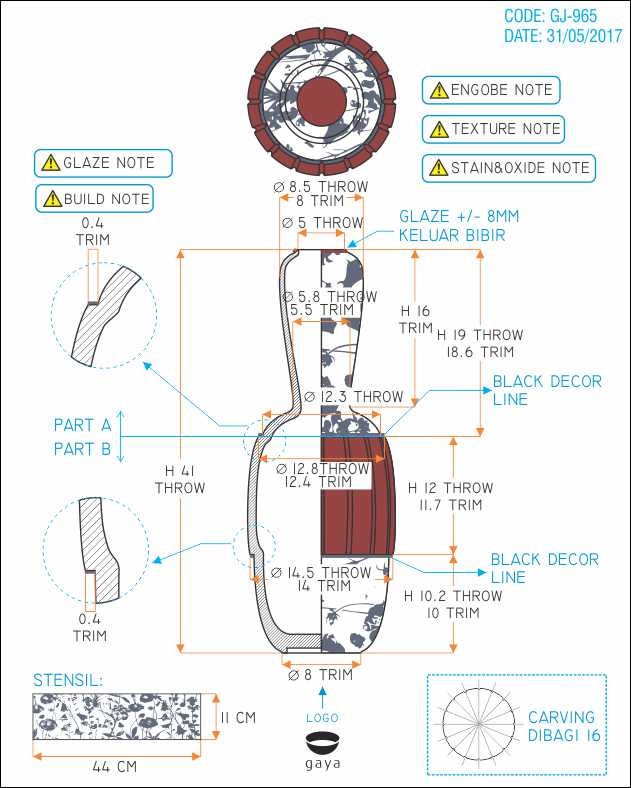 CODE: GJ-965
DATE: 31/05/2017
ENGOBE NOTE
TEXTURE NOTE
STAIN&OXIDE NOTE
GLAZE NOTE
BUILD NOTE
0.4
TRIM
Ø 8.5 THROW
8 TRIM
Ø 5 THROW
GLAZE +/- 8MM
KELUAR BIBIR
Ø 5.8 THROW
5.5 TRIM
H 16
TRIM
H 19 THROW
18.6 TRIM
Ø 12.3 THROW
BLACK DECOR
LINE
PART A
PART B
H 41
THROW
Ø 12.8THROW
12.4 TRIM
H 12 THROW
11.7 TRIM
Ø 14.5 THROW
14 TRIM
BLACK DECOR
LINE
H 10.2 THROW
10 TRIM
0.4
TRIM
Ø 8 TRIM
STENSIL:
11 CM
44 CM
LOGO
gaya
CARVING
DIBAGI 16